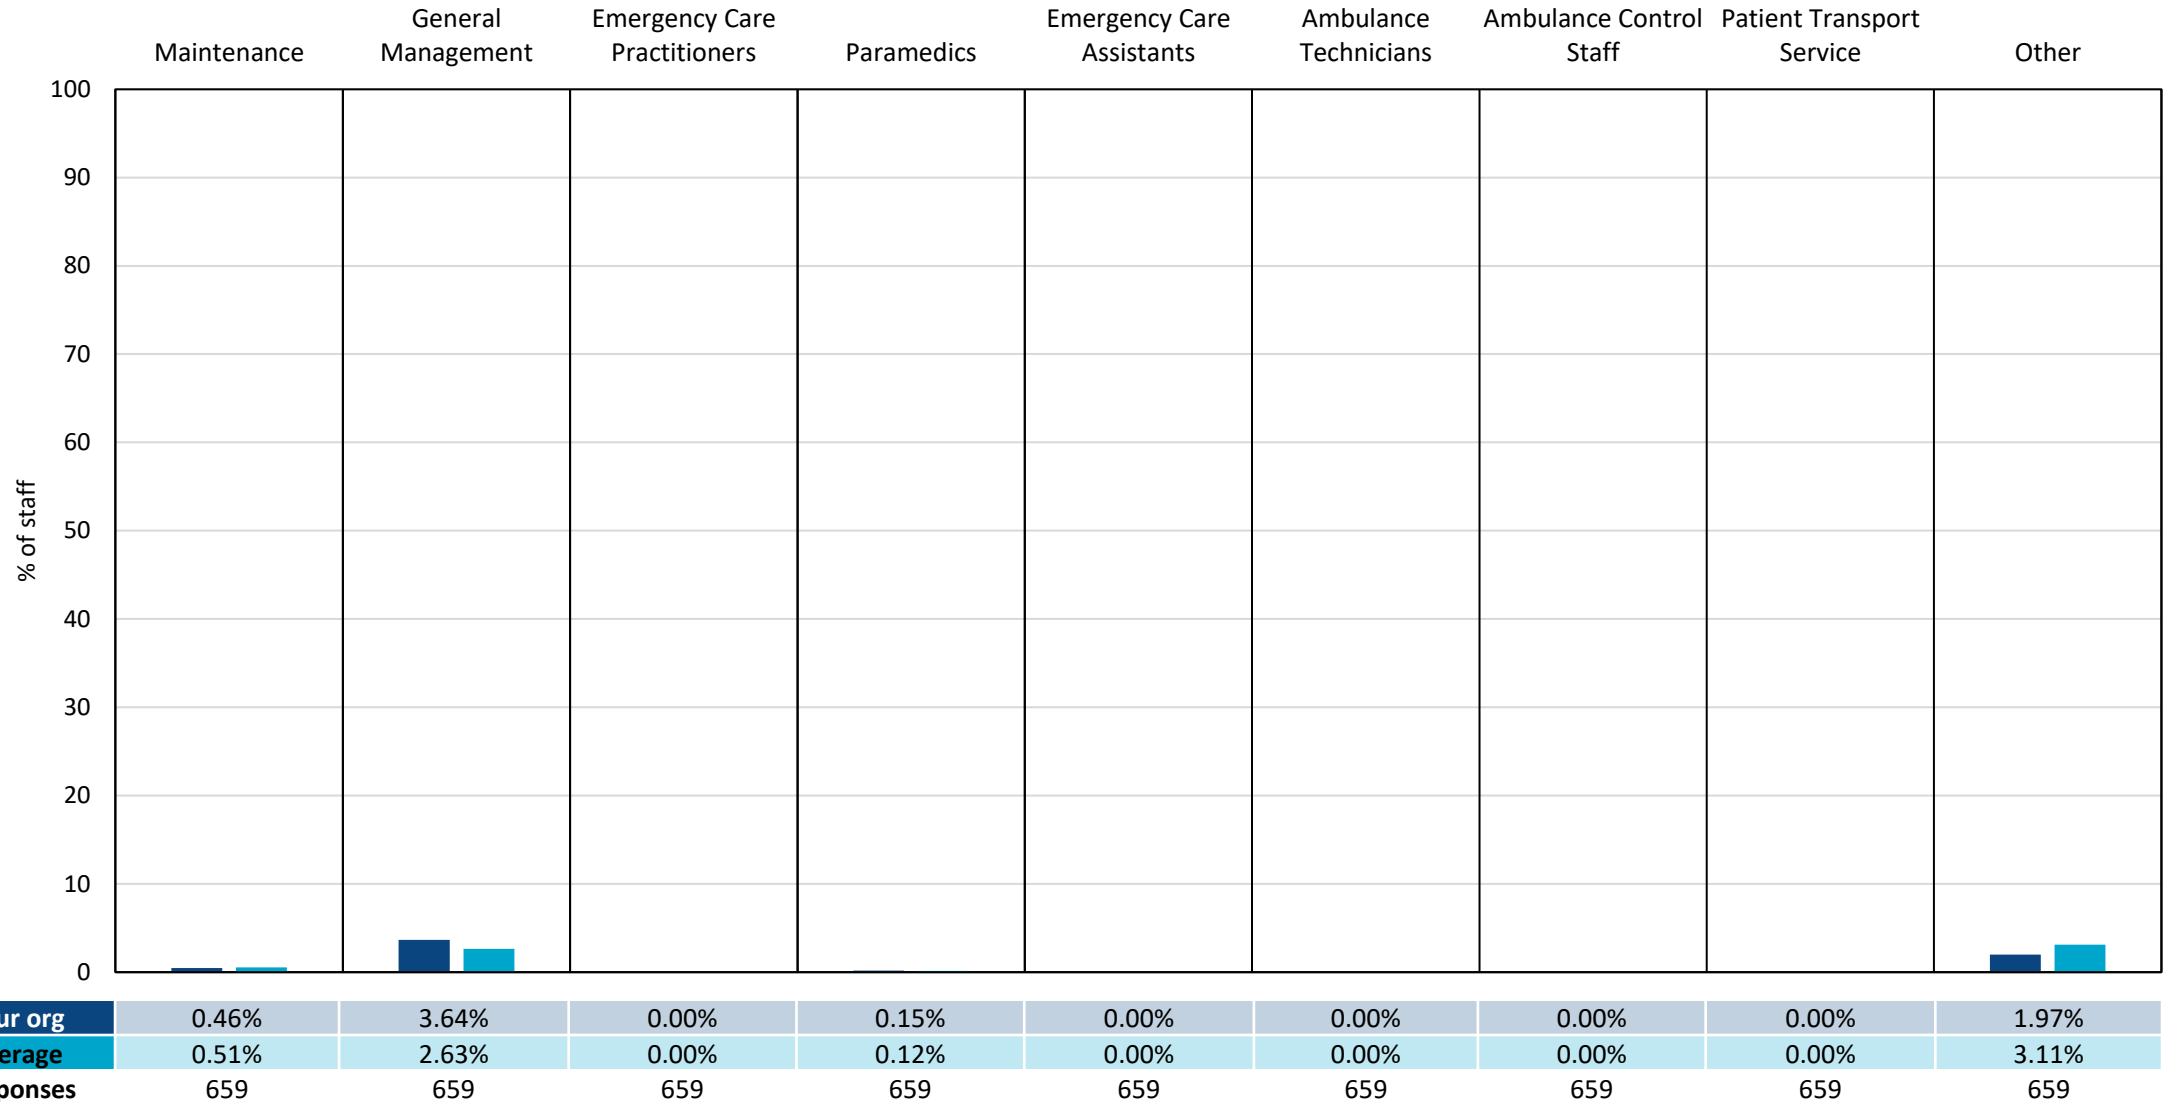 Maintenance
General
Management
Emergency Care
Practitioners
Paramedics
Emergency Care
Assistants
Ambulance
Technicians
Ambulance Control
Staff
Patient Transport
Service
Other
100
90
80
70
60
50
40
30
20
10
0
% of staff
ur org 0.46% 3.64% 0.00% 0.15% 0.00% 0.00% 0.00% 0.00% 1.97%
erage 0.51% 2.63% 0.00% 0.12% 0.00% 0.00% 0.00% 0.00% 3.11%
ponses 659 659 659 659 659 659 659 659 659